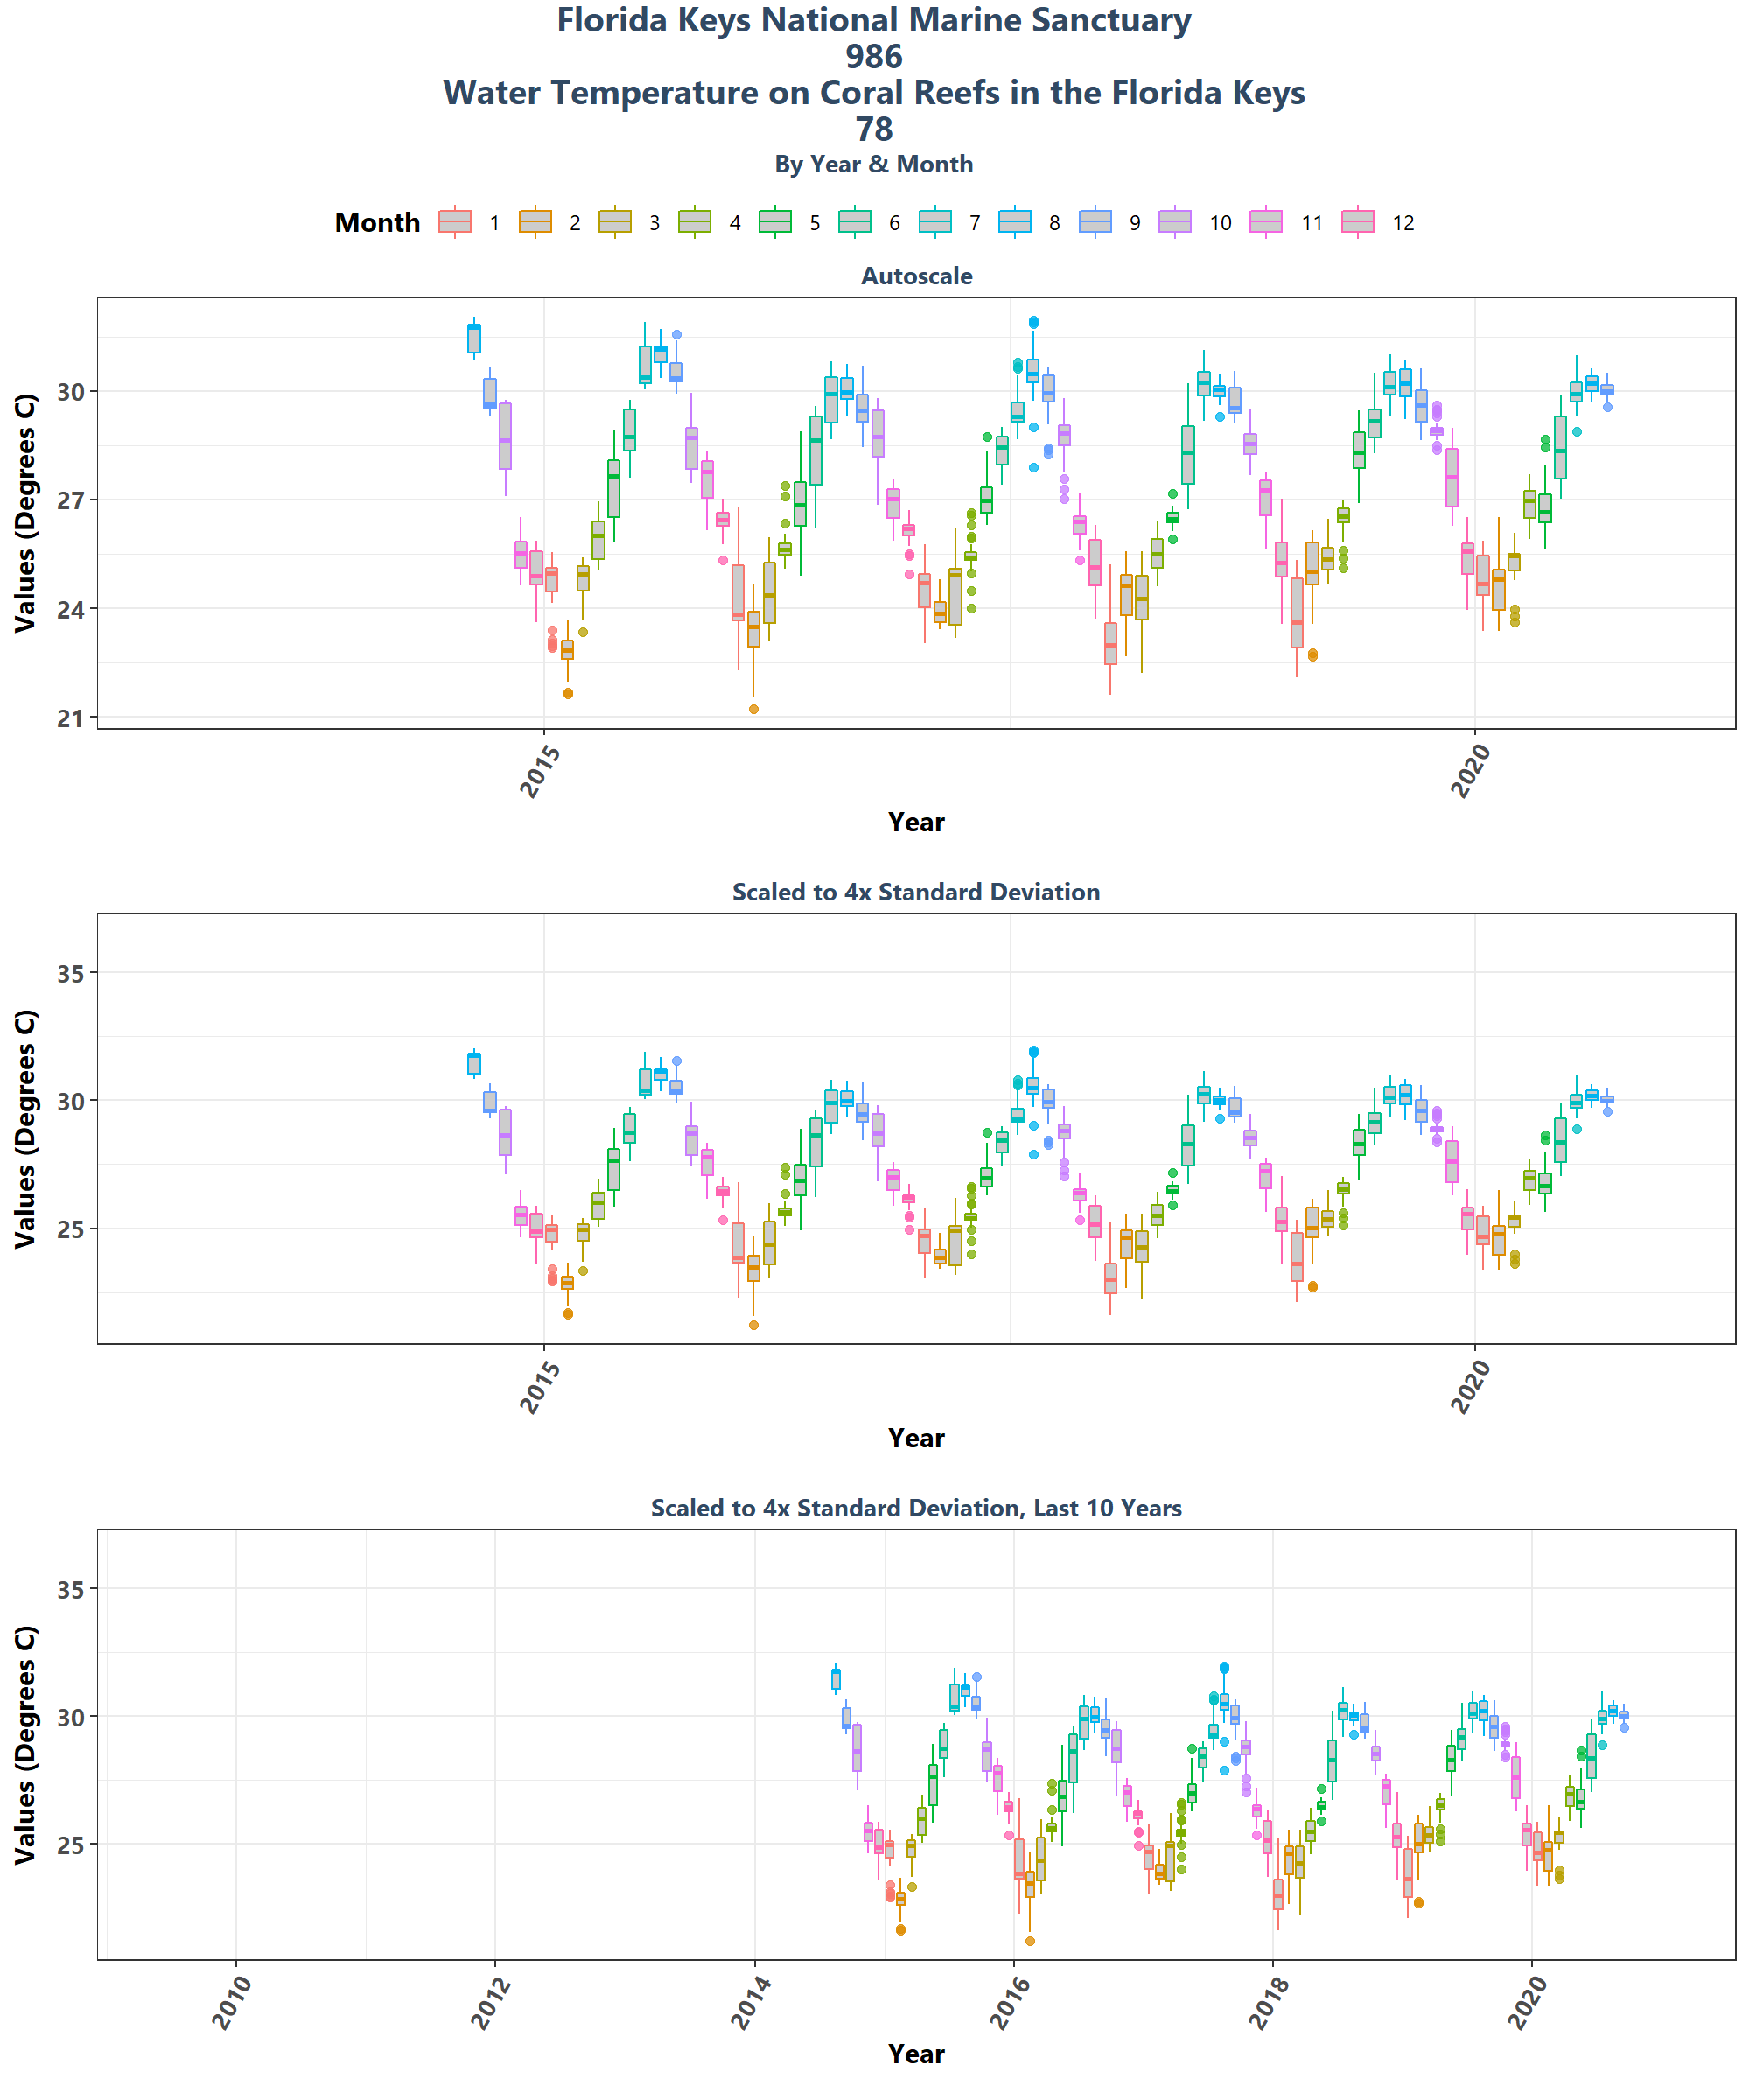 Florida Keys National Marine Sanctuary
986
Water Temperature on Coral Reefs in the Florida Keys
78
By Year & Month
Month 1 2 3 4 5 6 7 8 9 10 11 12
Autoscale
Values (Degrees C)
30
27
24
21
2015 2020
Year
Scaled to 4x Standard Deviation
Values (Degrees C)
35
30
25
2015 2020
Year
Scaled to 4x Standard Deviation, Last 10 Years
Values (Degrees C)
35
30
25
2010 2012 2014 2016 2018 2020
Year